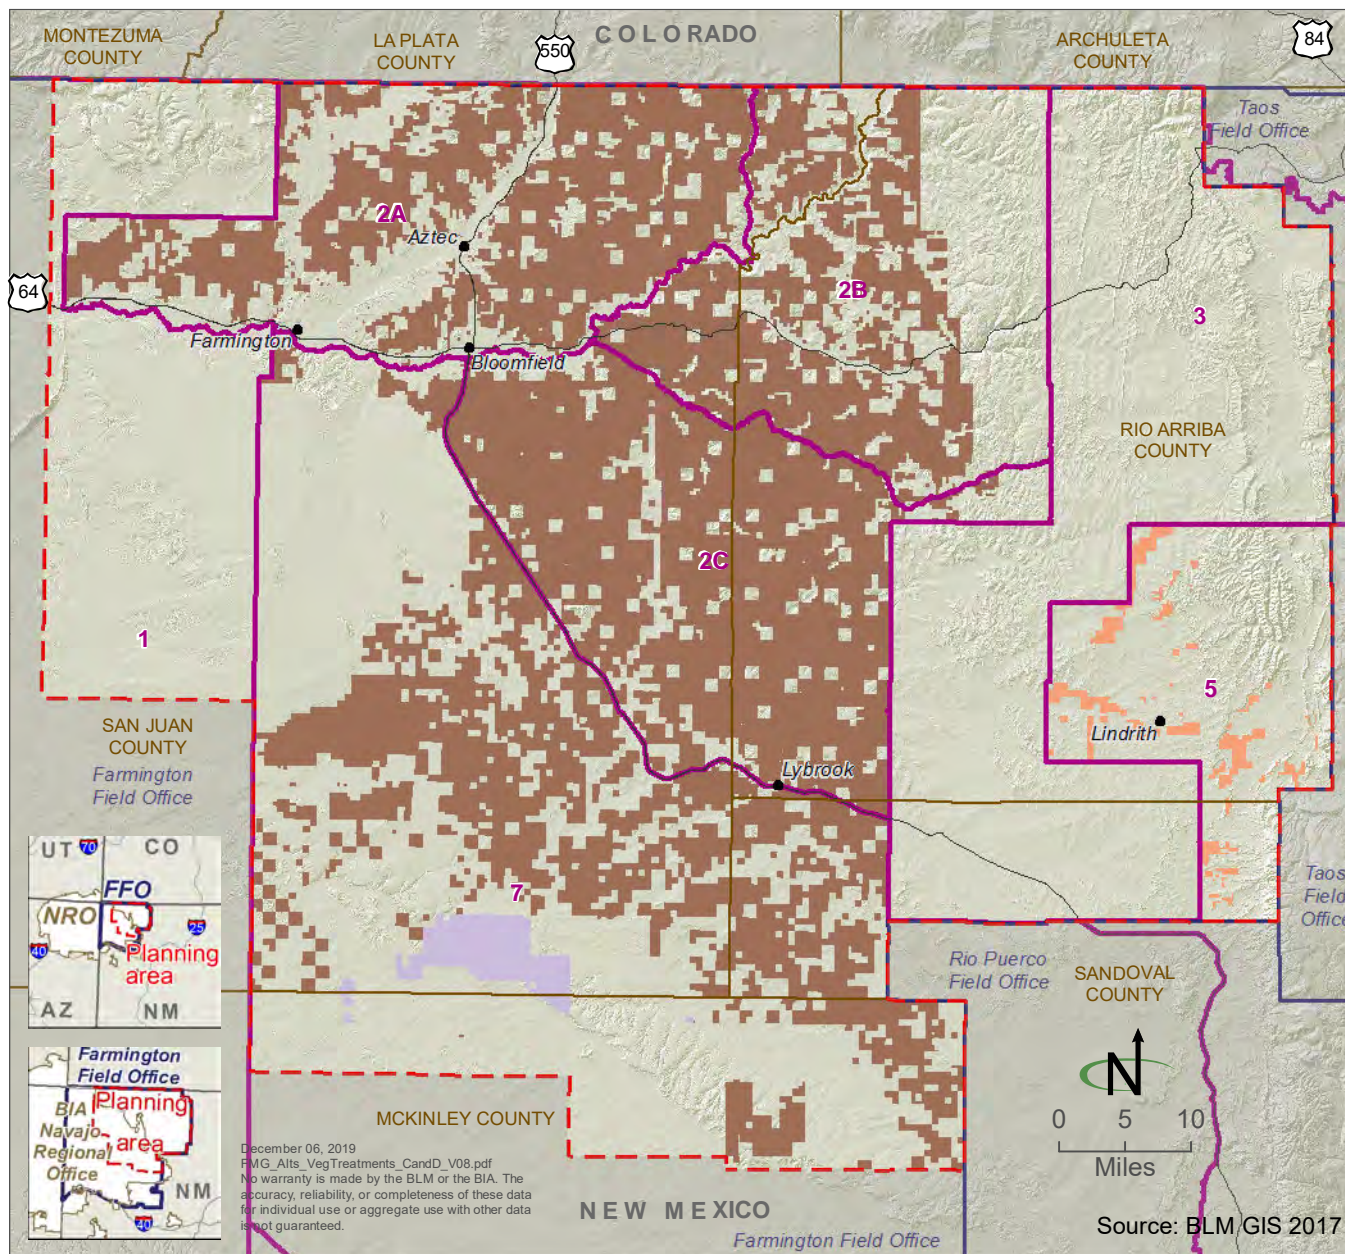 MONTEZUMA
COUNTY
LA PLATA
COUNTY
550
COLORADO
ARCHULETA
COUNTY
84
Taos
Field Office
2A
Aztec
64
2B
3
Farmington
Bloomfield
RIO ARRIBA
COUNTY
2C
1
5
SAN JUAN
COUNTY
Lindrith
Farmington
Field Office
Lybrook
UT
70
CO
FFO
NRO
25
40
Planning
area
AZ
NM
7
Taos
Field
Office
Rio Puerco
Field Office
SANDOVAL
COUNTY
N
0 5 10
Miles
Farmington
Field Office
BIA
Navajo
Regional
Office
Planning
area
NM
40
MCKINLEY COUNTY
December 06, 2019
FMG_Alts_VegTreatments_CandD_V08.pdf
No warranty is made by the BLM or the BIA. The
accuracy, reliability, or completeness of these data
for individual use or aggregate use with other data
is not guaranteed.
NEW MEXICO
Farmington Field Office
Source: BLM GIS 2017